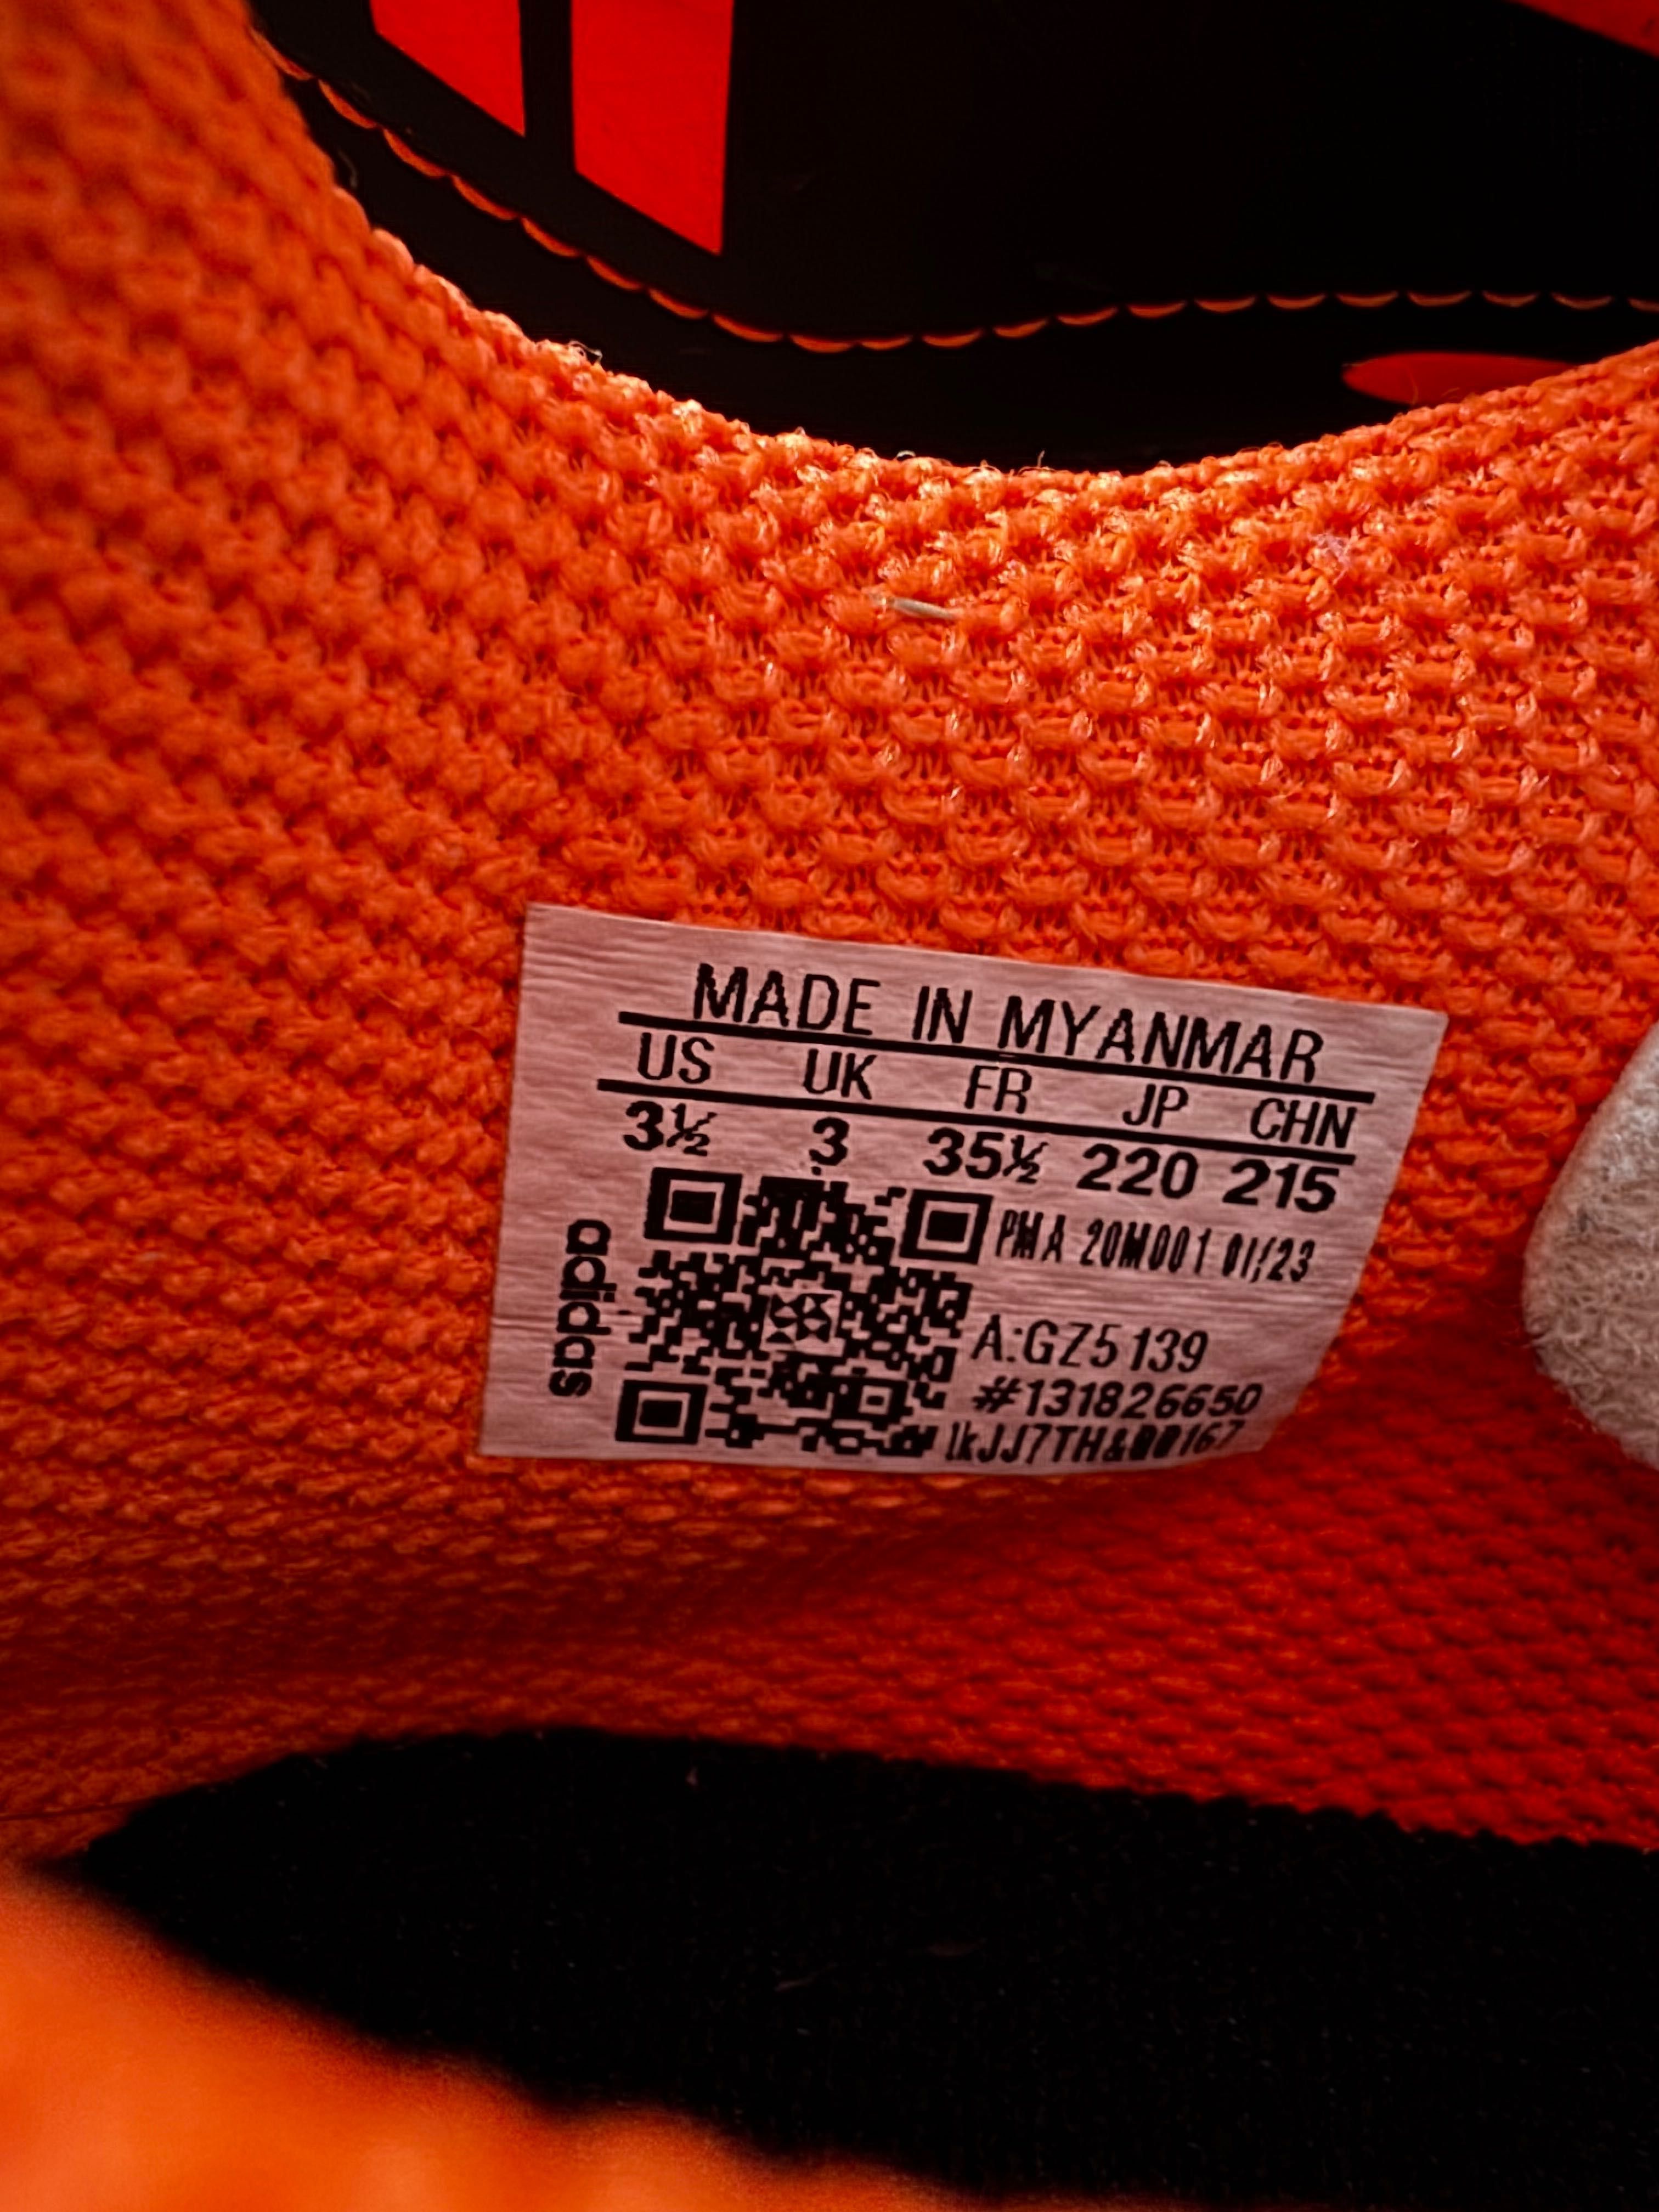 MADE IN MYANMAR
US UK FR JP CHN
3½ 3 35½ 220 215
PMA 20M001 01/23
A:GZ5139
#131826650
adidas